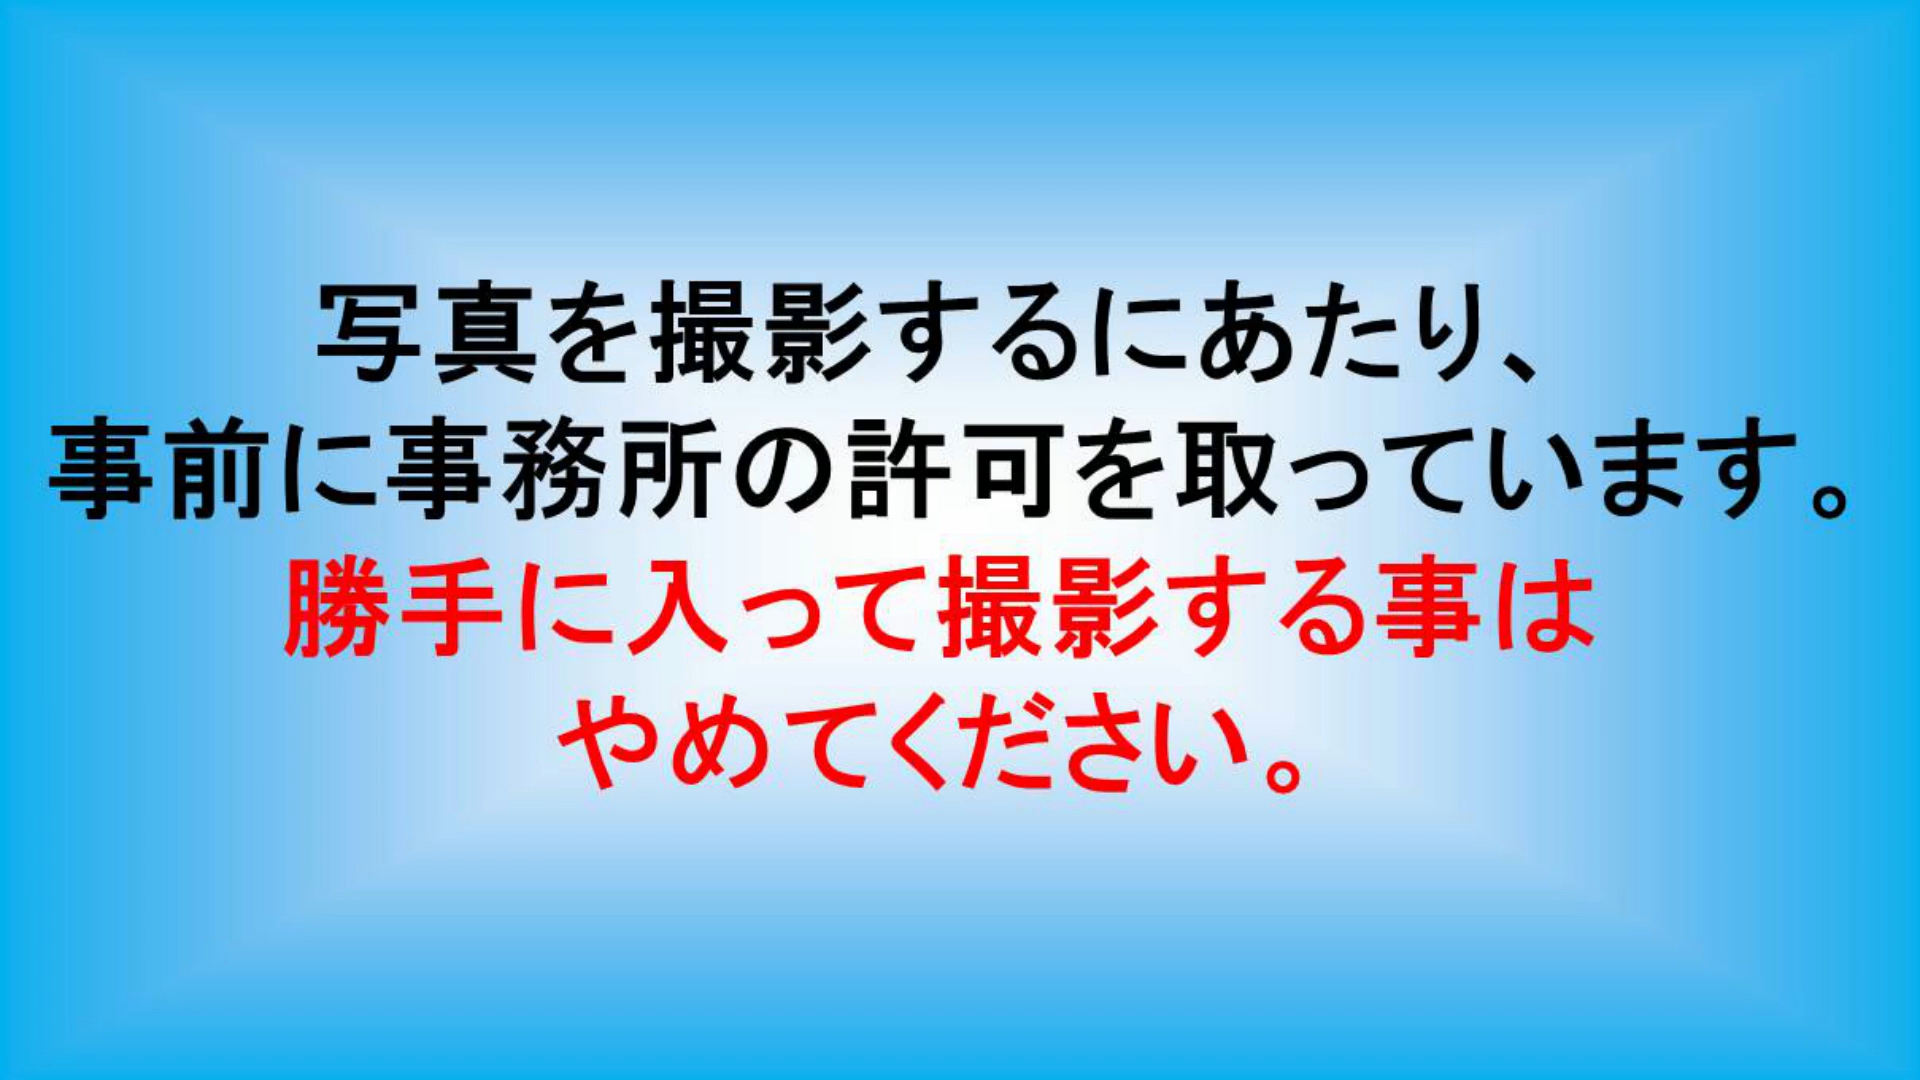 写真を撮影するにあたり、
事前に事務所の許可を取っています。
勝手に入って撮影する事は
やめてください。